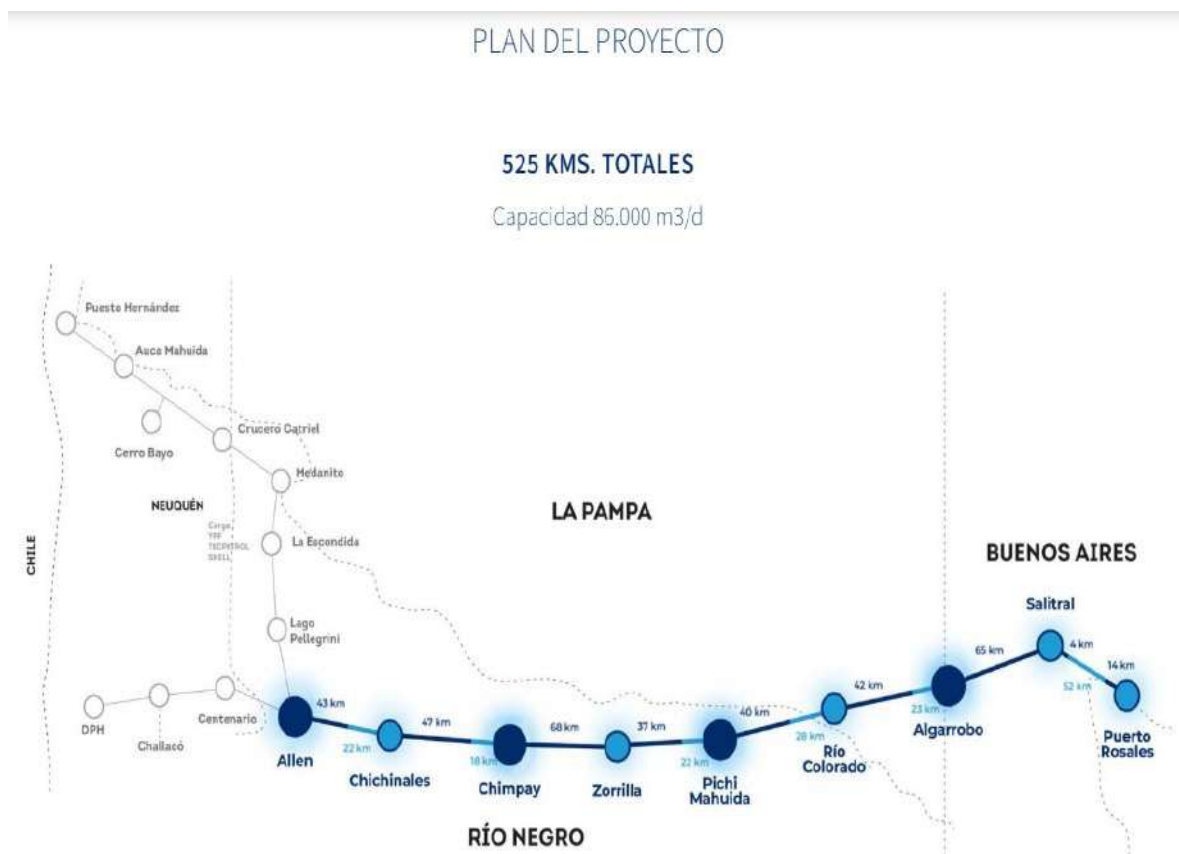 PLAN DEL PROYECTO
525 KMS. TOTALES
Capacidad 86.000 m3/d
Puesto Hernández
Auca Mahuida
Cerro Bayo
Crucero Catriel
Medanito
NEUQUÉN
Carga
YPF
TECPETROL
SHELL
La Escondida
CHILE
LA PAMPA
BUENOS AIRES
Lago
Pellegrini
DPH
Challacó
Centenario
Allen
43 km
22 km
Chichinales
47 km
18 km
Chimpay
68 km
Zorrilla
37 km
22 km
Pichi
Mahuida
40 km
28 km
Río
Colorado
42 km
23 km
Algarrobo
65 km
Salitral
4 km
52 km
14 km
Puerto
Rosales
RÍO NEGRO